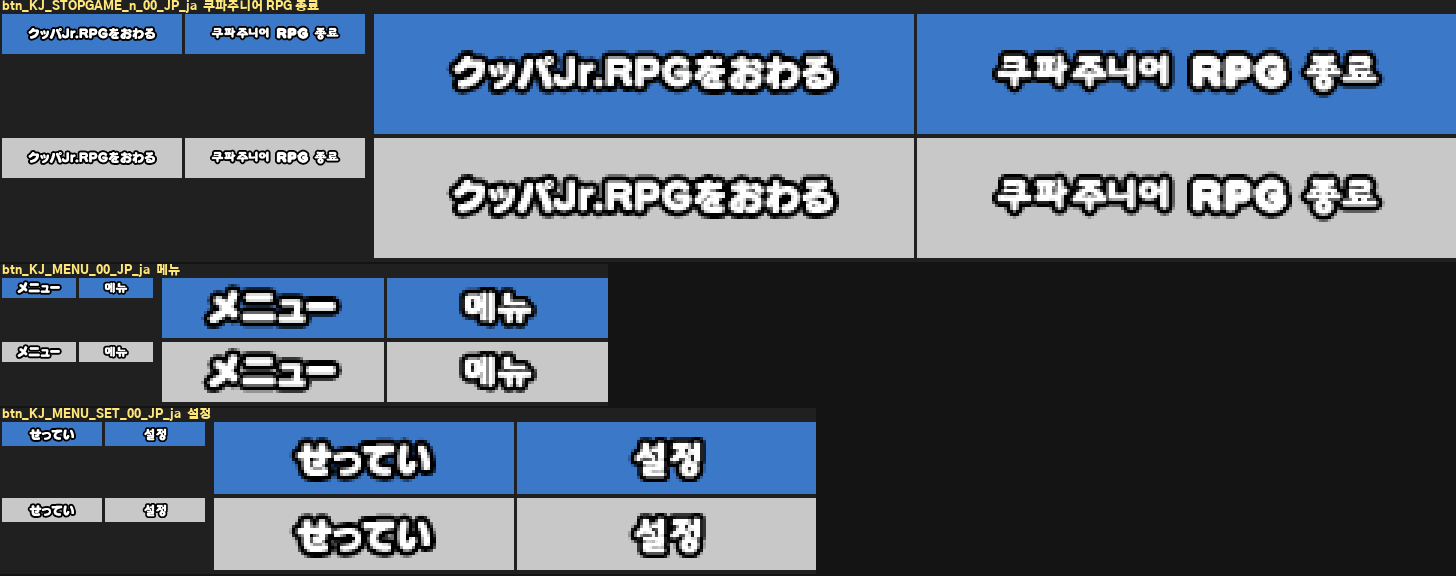 btn_KJ_STOPGAME_n_00_JP_ja 쿠파주니어 RPG 종료
クッパJr.RPGをおわる 쿠파주니어 RPG 종료 クッパJr.RPGをおわる 쿠파주니어 RPG 종료
クッパJr.RPGをおわる 쿠파주니어 RPG 종료 クッパJr.RPGをおわる 쿠파주니어 RPG 종료
btn_KJ_MENU_00_JP_ja 메뉴
メニュー 메뉴 メニュー 메뉴
メニュー 메뉴 メニュー 메뉴
btn_KJ_MENU_SET_00_JP_ja 설정
せってい 설정 せってい 설정
せってい 설정 せってい 설정